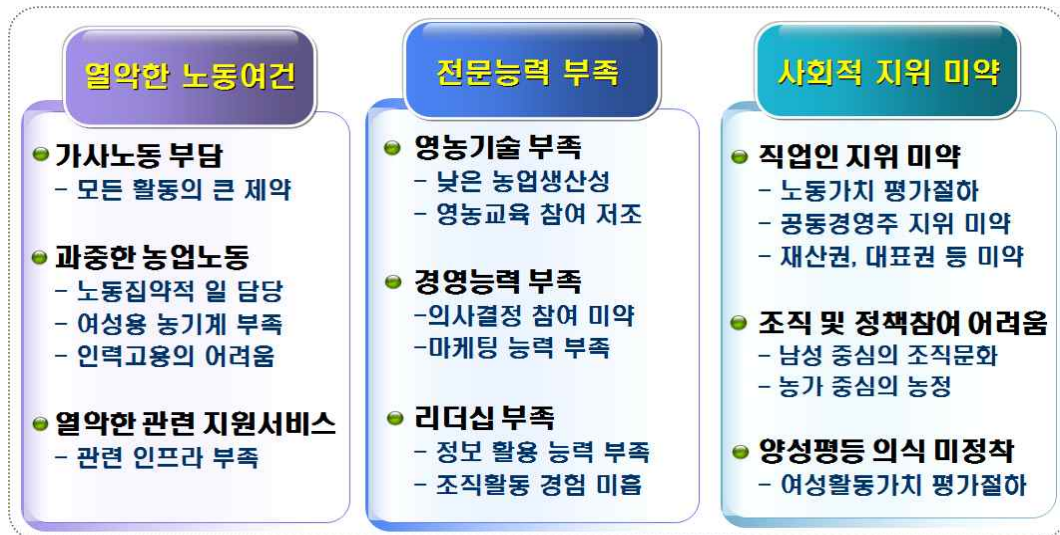 열악한 노동여건
가사노동 부담
- 모든 활동의 큰 제약
과중한 농업노동
- 노동집약적 일 담당
- 여성용 농기계 부족
- 인력고용의 어려움
열악한 관련 지원서비스
- 관련 인프라 부족
전문능력 부족
영농기술 부족
- 낮은 농업생산성
- 영농교육 참여 저조
경영능력 부족
-의사결정 참여 미약
-마케팅 능력 부족
리더십 부족
- 정보 활용 능력 부족
- 조직활동 경험 미흡
사회적 지위 미약
직업인 지위 미약
- 노동가치 평가절하
- 공동경영주 지위 미약
- 재산권, 대표권 등 미약
조직 및 정책참여 어려움
- 남성 중심의 조직문화
- 농가 중심의 농정
양성평등 의식 미정착
- 여성활동가치 평가절하